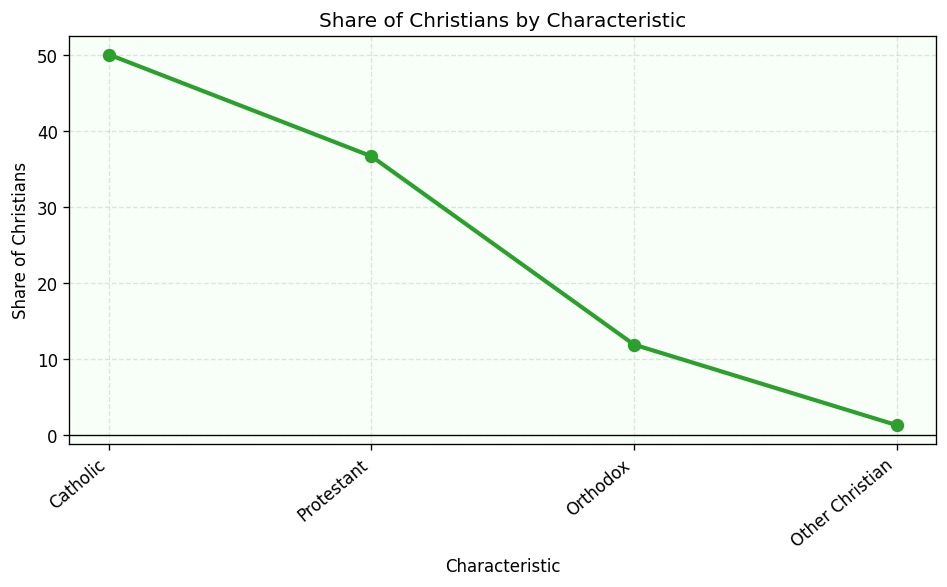 Share of Christians by Characteristic
Share of Christians
50
40
30
20
10
0
Catholic
Protestant
Orthodox
Other Christian
Characteristic